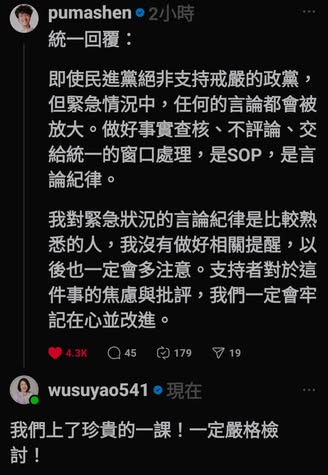 pumashen 2小時
統一回覆：
即使民進黨絕非支持戒嚴的政黨，
但緊急情況中，任何的言論都會被
放大。做好事實查核、不評論、交
給統一的窗口處理，是SOP，是言
論紀律。
我對緊急狀況的言論紀律是比較熟
悉的人，我沒有做好相關提醒，以
後也一定會多注意。支持者對於這
件事的焦慮與批評，我們一定會牢
記在心並改進。
4.3K 45 179 19
wusuyao541 現在
我們上了珍貴的一課！一定嚴格檢
討！